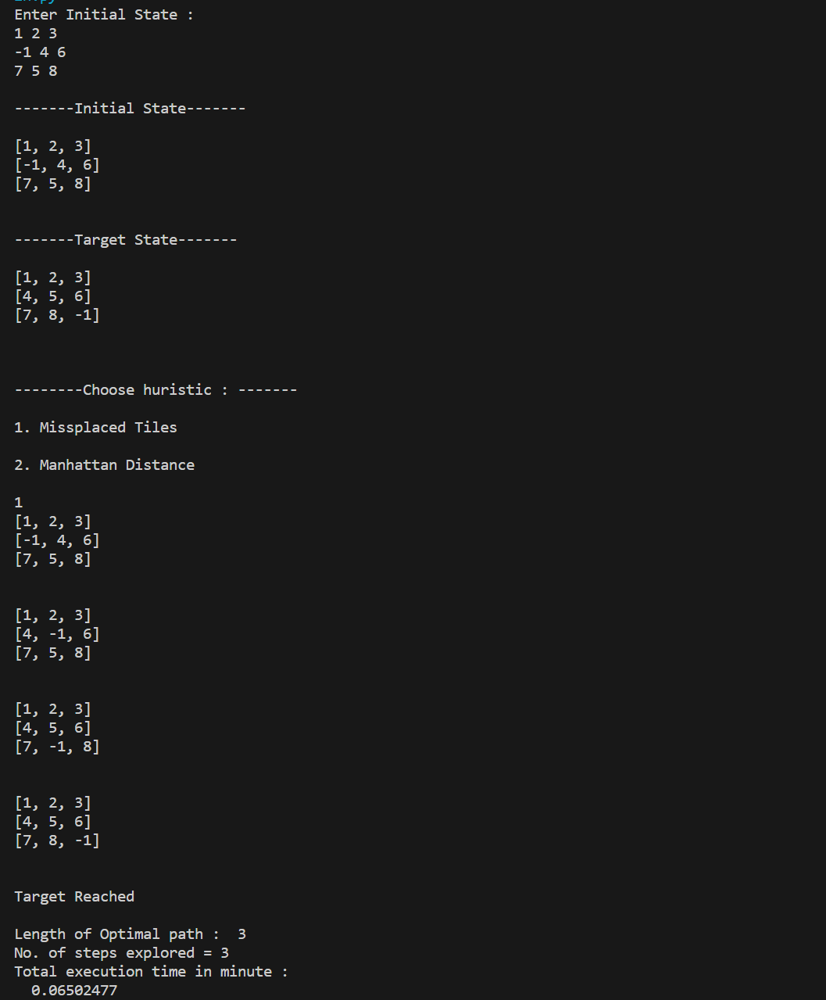 Enter Initial State :
1 2 3
-1 4 6
7 5 8
-------Initial State-------
[1, 2, 3]
[-1, 4, 6]
[7, 5, 8]
-------Target State-------
[1, 2, 3]
[4, 5, 6]
[7, 8, -1]
--------Choose huristic : -------
1. Missplaced Tiles
2. Manhattan Distance
1
[1, 2, 3]
[-1, 4, 6]
[7, 5, 8]
[1, 2, 3]
[4, -1, 6]
[7, 5, 8]
[1, 2, 3]
[4, 5, 6]
[7, -1, 8]
[1, 2, 3]
[4, 5, 6]
[7, 8, -1]
Target Reached
Length of Optimal path :  3
No. of steps explored = 3
Total execution time in minute :
  0.06502477